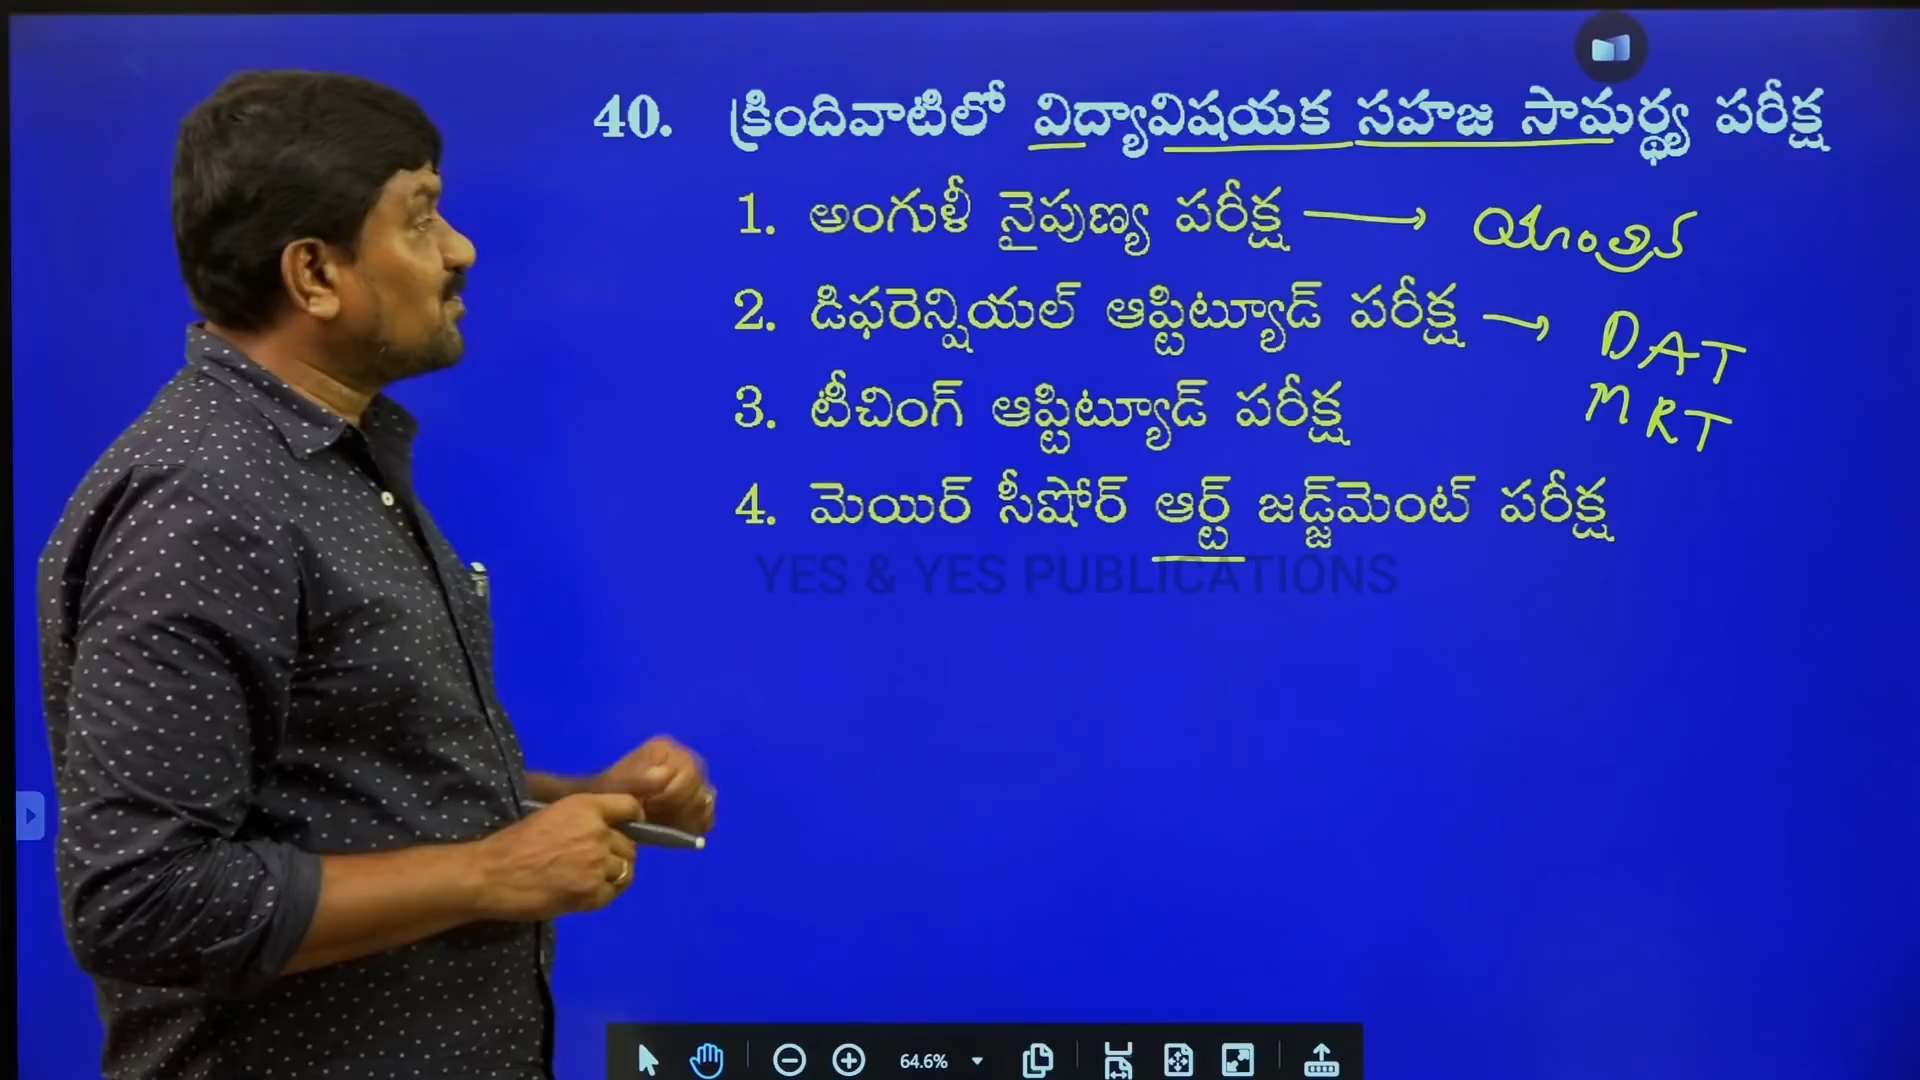 40. క్రిందివాటిలో విద్యావిషయక సహజ సామర్థ్య పరీక్ష
1. అంగుళీ నైపుణ్య పరీక్ష → యాంత్రిక
2. డిఫరెన్షియల్ ఆప్టిట్యూడ్ పరీక్ష → DAT
MRT
3. టీచింగ్ ఆప్టిట్యూడ్ పరీక్ష
4. మెయిర్ సీషోర్ ఆర్ట్ జడ్జ్‌మెంట్ పరీక్ష
YES & YES PUBLICATIONS
64.6%